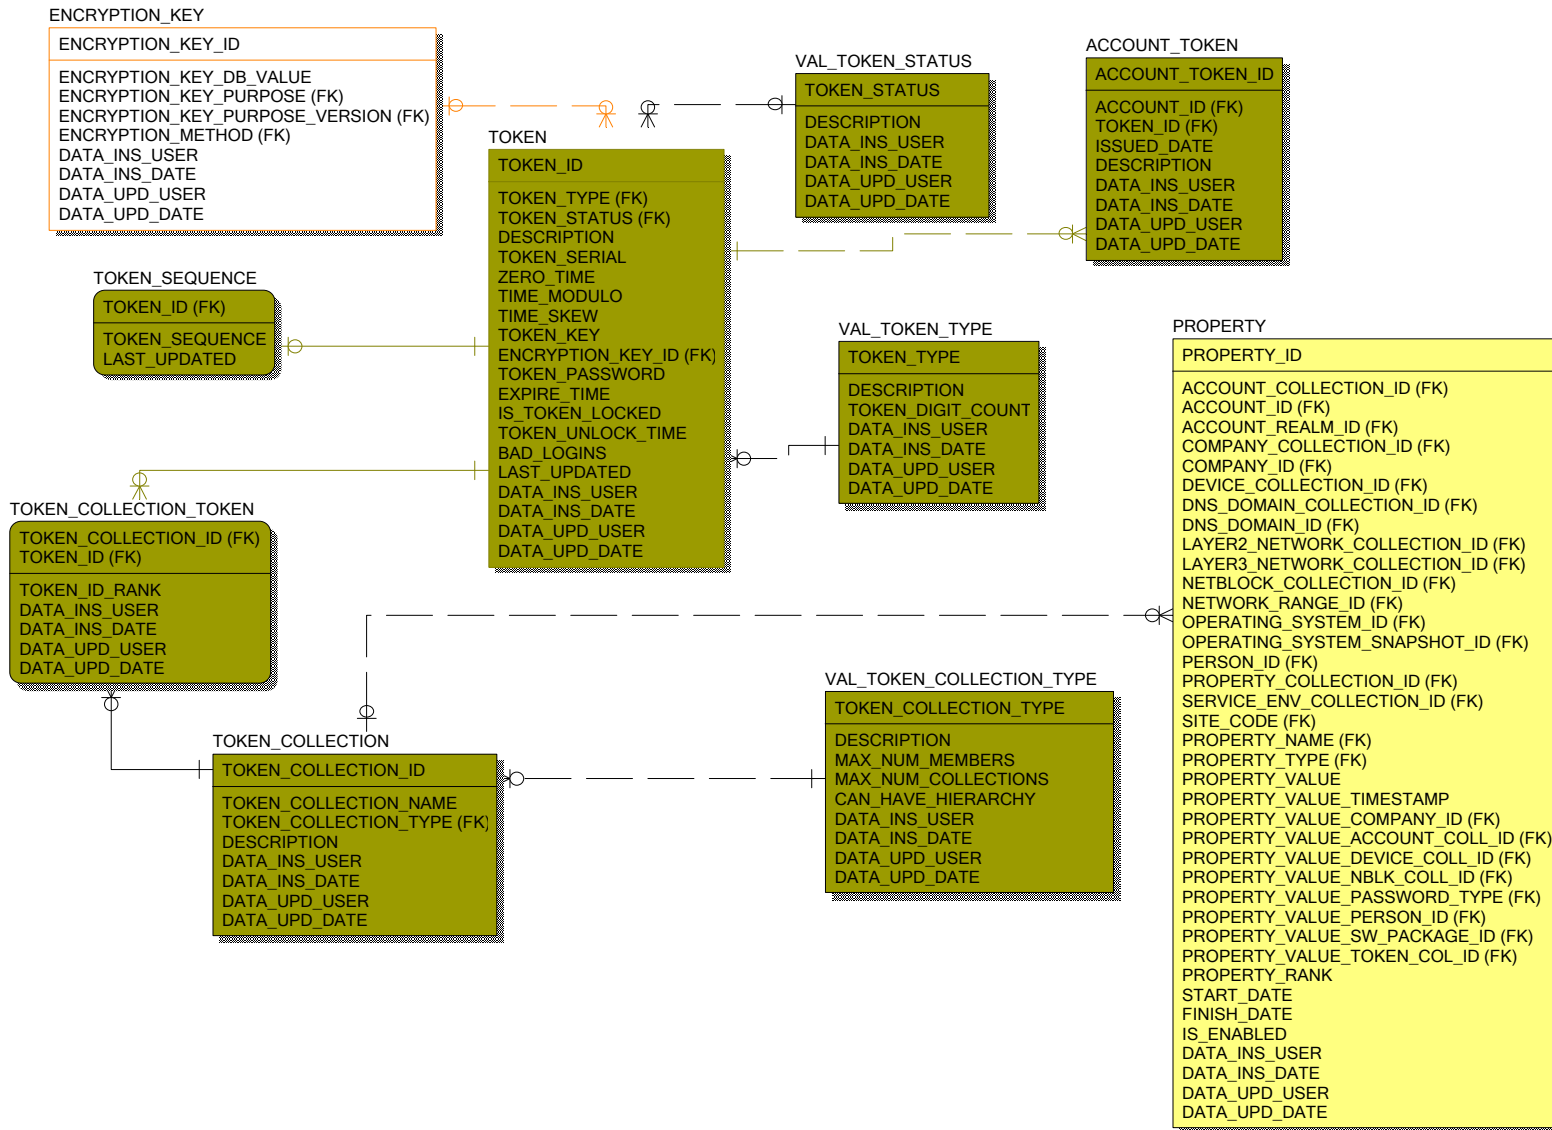 ENCRYPTION_KEY
ENCRYPTION_KEY_ID
ENCRYPTION_KEY_DB_VALUE
ENCRYPTION_KEY_PURPOSE (FK)
ENCRYPTION_KEY_PURPOSE_VERSION (FK)
ENCRYPTION_METHOD (FK)
DATA_INS_USER
DATA_INS_DATE
DATA_UPD_USER
DATA_UPD_DATE
VAL_TOKEN_STATUS
TOKEN_STATUS
DESCRIPTION
DATA_INS_USER
DATA_INS_DATE
DATA_UPD_USER
DATA_UPD_DATE
ACCOUNT_TOKEN
ACCOUNT_TOKEN_ID
ACCOUNT_ID (FK)
TOKEN_ID (FK)
ISSUED_DATE
DESCRIPTION
DATA_INS_USER
DATA_INS_DATE
DATA_UPD_USER
DATA_UPD_DATE
TOKEN
TOKEN_ID
TOKEN_TYPE (FK)
TOKEN_STATUS (FK)
DESCRIPTION
TOKEN_SERIAL
ZERO_TIME
TIME_MODULO
TIME_SKEW
TOKEN_KEY
ENCRYPTION_KEY_ID (FK)
TOKEN_PASSWORD
EXPIRE_TIME
IS_TOKEN_LOCKED
TOKEN_UNLOCK_TIME
BAD_LOGINS
LAST_UPDATED
DATA_INS_USER
DATA_INS_DATE
DATA_UPD_USER
DATA_UPD_DATE
TOKEN_SEQUENCE
TOKEN_ID (FK)
TOKEN_SEQUENCE
LAST_UPDATED
VAL_TOKEN_TYPE
TOKEN_TYPE
DESCRIPTION
TOKEN_DIGIT_COUNT
DATA_INS_USER
DATA_INS_DATE
DATA_UPD_USER
DATA_UPD_DATE
PROPERTY
PROPERTY_ID
ACCOUNT_COLLECTION_ID (FK)
ACCOUNT_ID (FK)
ACCOUNT_REALM_ID (FK)
COMPANY_COLLECTION_ID (FK)
COMPANY_ID (FK)
DEVICE_COLLECTION_ID (FK)
DNS_DOMAIN_COLLECTION_ID (FK)
DNS_DOMAIN_ID (FK)
LAYER2_NETWORK_COLLECTION_ID (FK)
LAYER3_NETWORK_COLLECTION_ID (FK)
NETBLOCK_COLLECTION_ID (FK)
NETWORK_RANGE_ID (FK)
OPERATING_SYSTEM_ID (FK)
OPERATING_SYSTEM_SNAPSHOT_ID (FK)
PERSON_ID (FK)
PROPERTY_COLLECTION_ID (FK)
SERVICE_ENV_COLLECTION_ID (FK)
SITE_CODE (FK)
PROPERTY_NAME (FK)
PROPERTY_TYPE (FK)
PROPERTY_VALUE
PROPERTY_VALUE_TIMESTAMP
PROPERTY_VALUE_COMPANY_ID (FK)
PROPERTY_VALUE_ACCOUNT_COLL_ID (FK)
PROPERTY_VALUE_DEVICE_COLL_ID (FK)
PROPERTY_VALUE_NBLK_COLL_ID (FK)
PROPERTY_VALUE_PASSWORD_TYPE (FK)
PROPERTY_VALUE_PERSON_ID (FK)
PROPERTY_VALUE_SW_PACKAGE_ID (FK)
PROPERTY_VALUE_TOKEN_COL_ID (FK)
PROPERTY_RANK
START_DATE
FINISH_DATE
IS_ENABLED
DATA_INS_USER
DATA_INS_DATE
DATA_UPD_USER
DATA_UPD_DATE
TOKEN_COLLECTION_TOKEN
TOKEN_COLLECTION_ID (FK)
TOKEN_ID (FK)
TOKEN_ID_RANK
DATA_INS_USER
DATA_INS_DATE
DATA_UPD_USER
DATA_UPD_DATE
TOKEN_COLLECTION
TOKEN_COLLECTION_ID
TOKEN_COLLECTION_NAME
TOKEN_COLLECTION_TYPE (FK)
DESCRIPTION
DATA_INS_USER
DATA_INS_DATE
DATA_UPD_USER
DATA_UPD_DATE
VAL_TOKEN_COLLECTION_TYPE
TOKEN_COLLECTION_TYPE
DESCRIPTION
MAX_NUM_MEMBERS
MAX_NUM_COLLECTIONS
CAN_HAVE_HIERARCHY
DATA_INS_USER
DATA_INS_DATE
DATA_UPD_USER
DATA_UPD_DATE